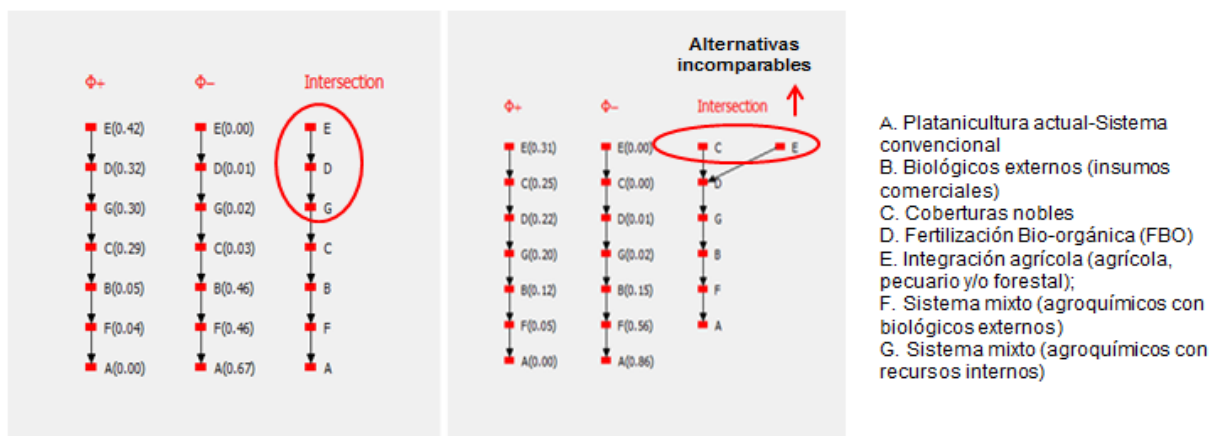 Φ+ Φ− Intersection
E(0.42) E(0.00) E
D(0.32) D(0.01) D
G(0.30) G(0.02) G
C(0.29) C(0.03) C
B(0.05) B(0.46) B
F(0.04) F(0.46) F
A(0.00) A(0.67) A
Alternativas
incomparables
Φ+ Φ− Intersection
E(0.31) E(0.00) C E
C(0.25) C(0.00) D
D(0.22) D(0.01) G
G(0.20) G(0.02) B
B(0.12) B(0.15) F
F(0.05) F(0.56) A
A(0.00) A(0.86)
A. Platanicultura actual-Sistema
convencional
B. Biológicos externos (insumos
comerciales)
C. Coberturas nobles
D. Fertilización Bio-orgánica (FBO)
E. Integración agrícola (agrícola,
pecuario y/o forestal);
F. Sistema mixto (agroquímicos con
biológicos externos)
G. Sistema mixto (agroquímicos con
recursos internos)